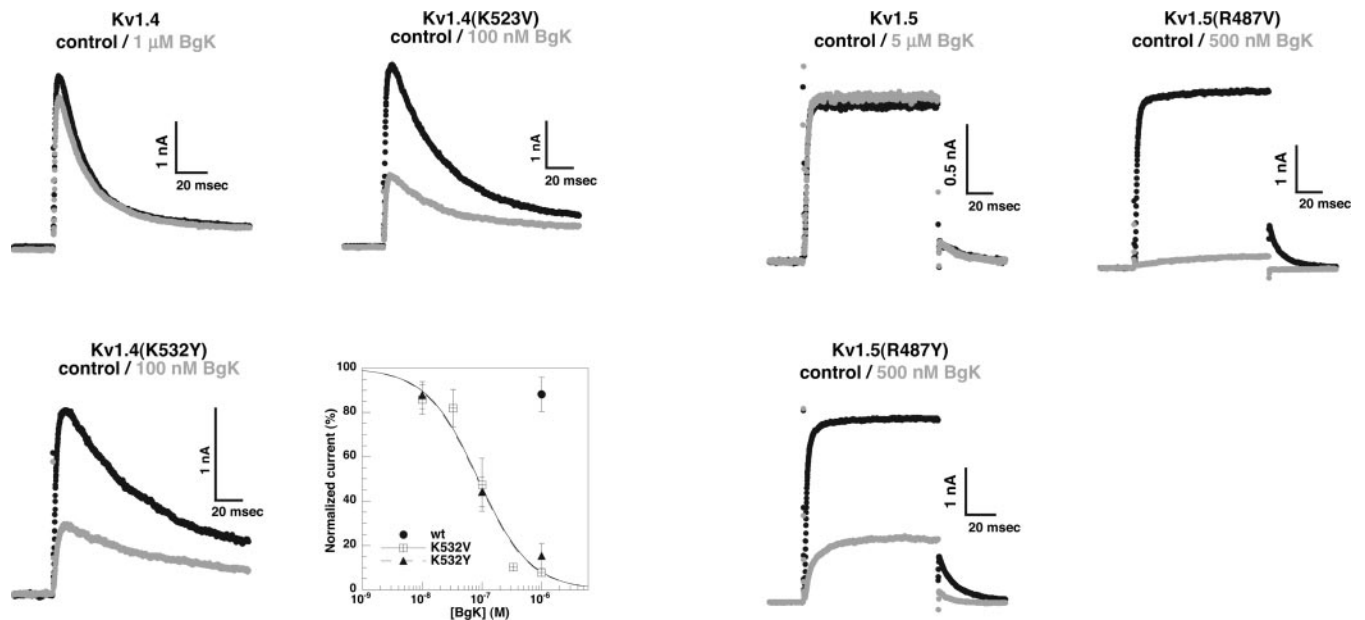 Kv1.4
control / 1 μM BgK
1 nA
20 msec
Kv1.4(K523V)
control / 100 nM BgK
1 nA
20 msec
Kv1.5
control / 5 μM BgK
0.5 nA
20 msec
Kv1.5(R487V)
control / 500 nM BgK
1 nA
20 msec
Kv1.4(K532Y)
control / 100 nM BgK
1 nA
20 msec
Normalized current (%)
100
80
60
40
20
0
wt
K532V
K532Y
10⁻⁹ 10⁻⁸ 10⁻⁷ 10⁻⁶
[BgK] (M)
Kv1.5(R487Y)
control / 500 nM BgK
1 nA
20 msec